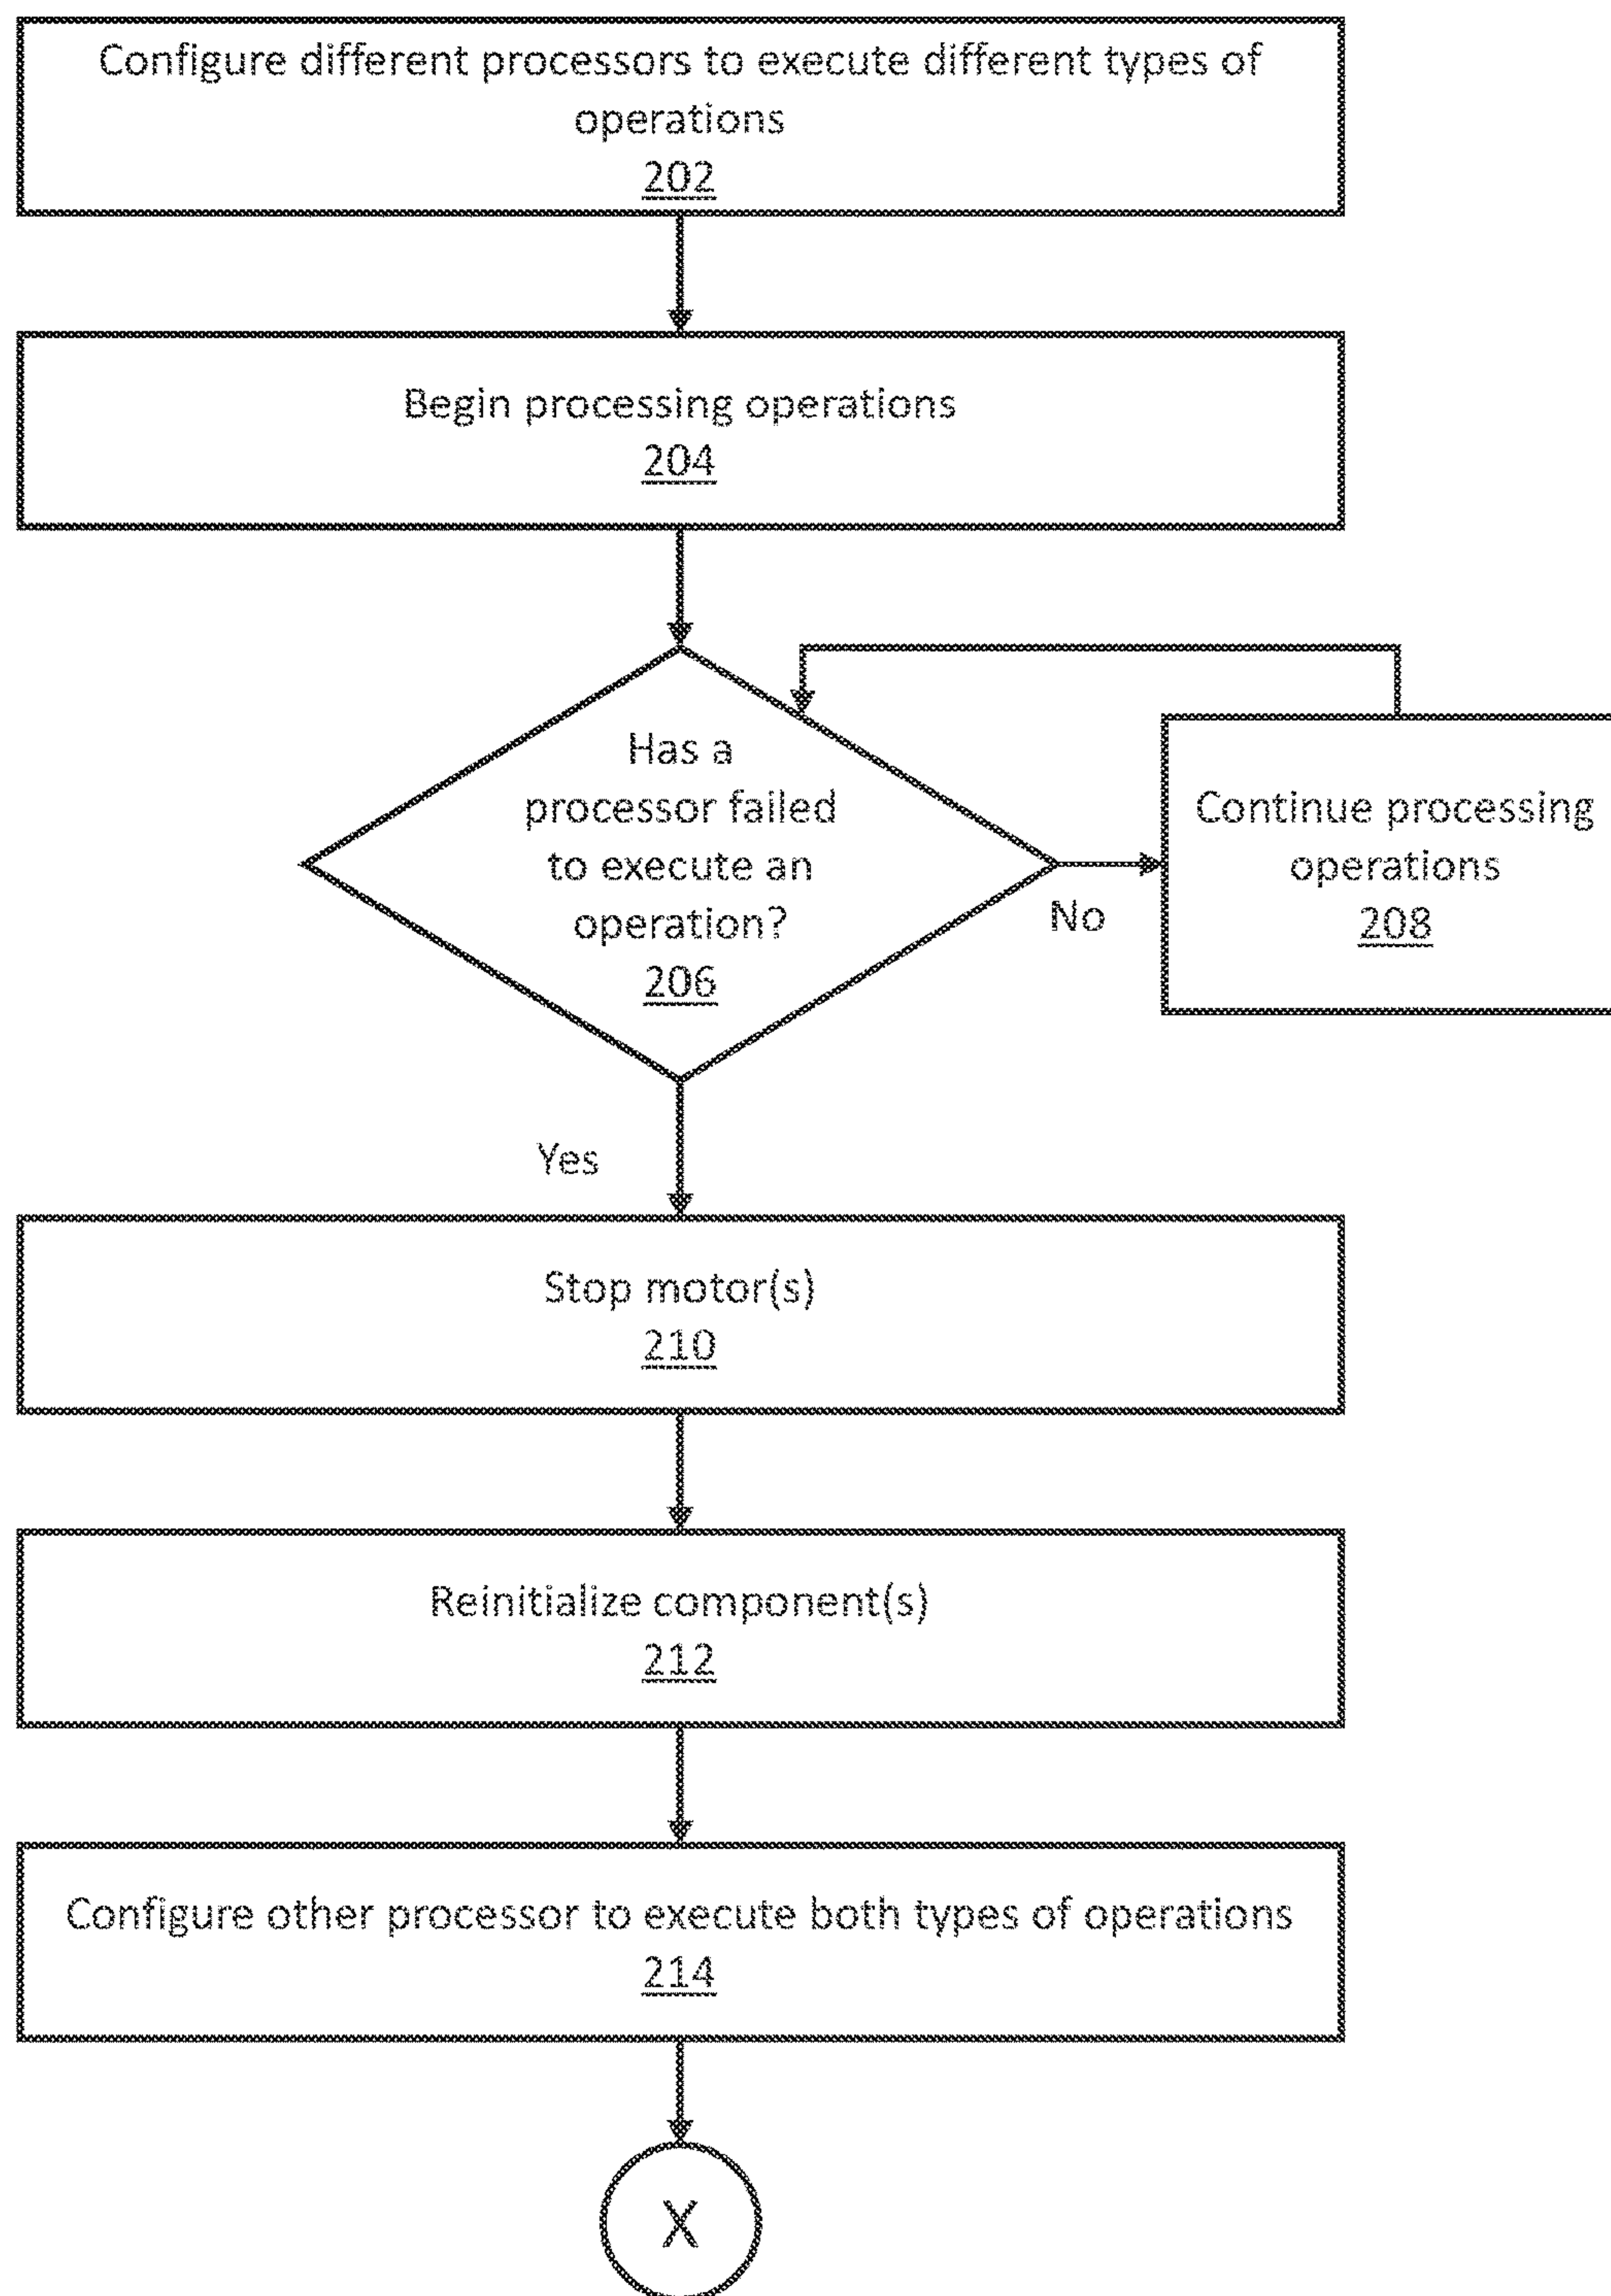 Configure different processors to execute different types of
operations
202
Begin processing operations
204
Has a
processor failed
to execute an
operation?
206
No
Continue processing
operations
208
Yes
Stop motor(s)
210
Reinitialize component(s)
212
Configure other processor to execute both types of operations
214
X